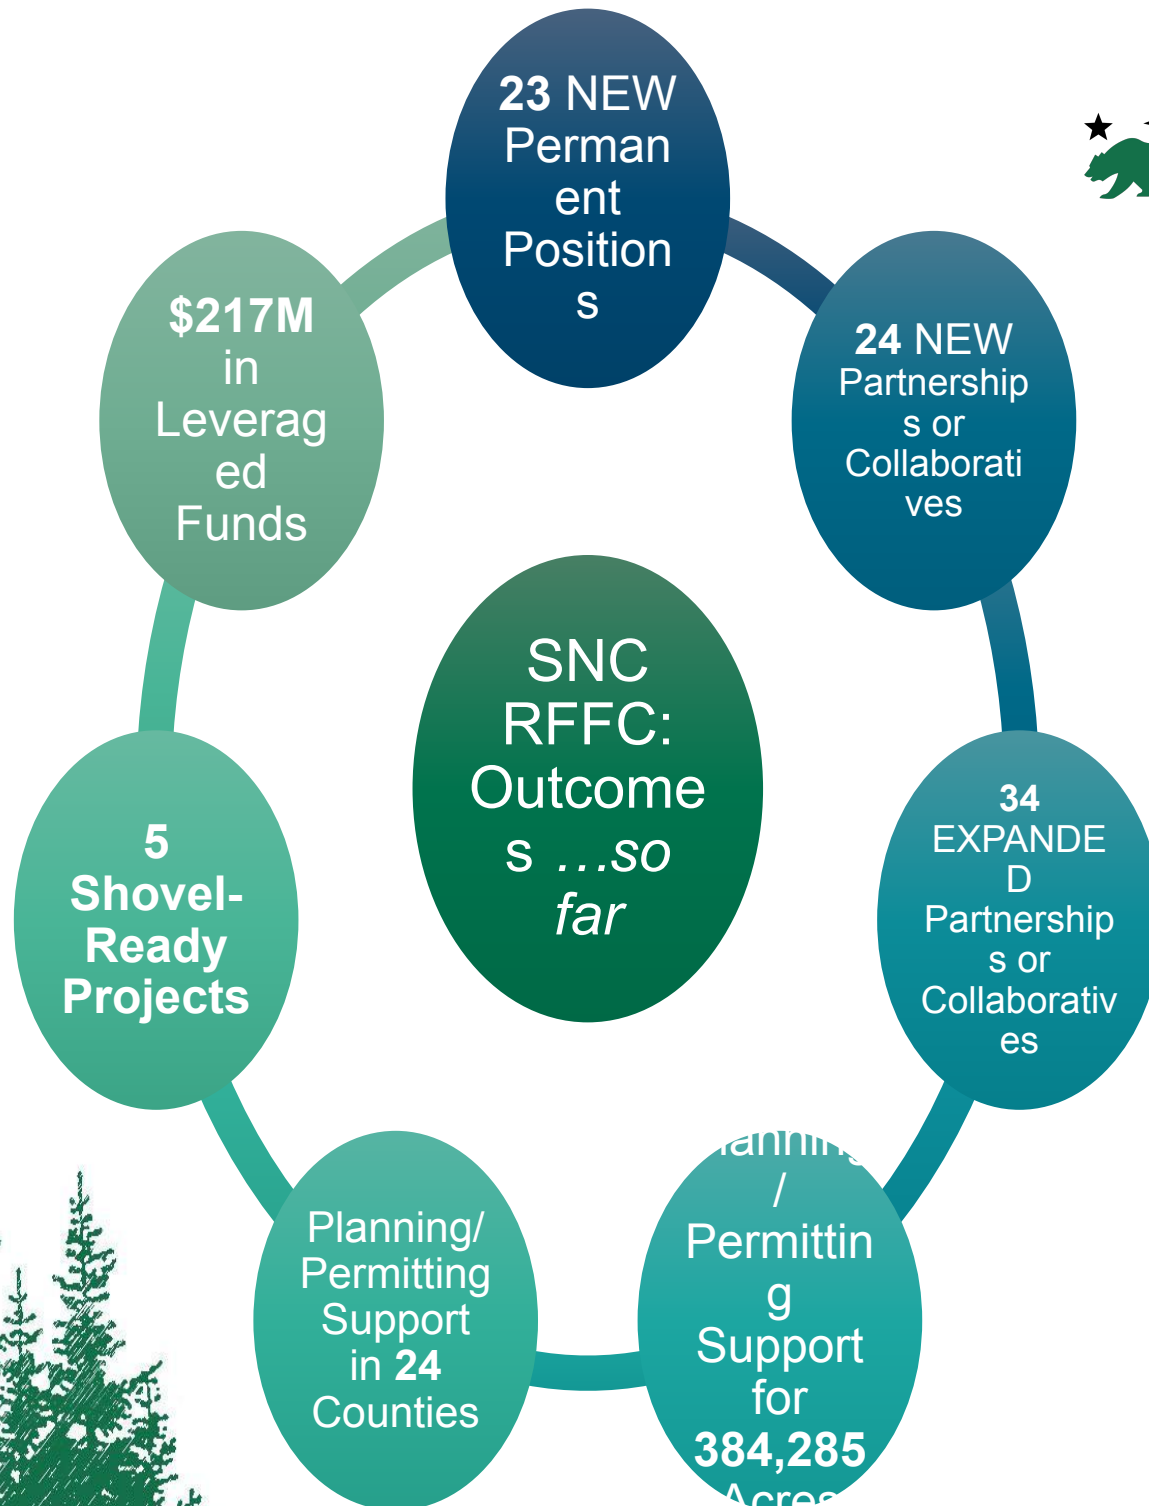 23 NEW
Perman
ent
Position
s
24 NEW
Partnership
s or
Collaborati
ves
34
EXPANDE
D
Partnership
s or
Collaborativ
es
Planning
/
Permittin
g
Support
for
384,285
Acres
Planning/
Permitting
Support
in 24
Counties
5
Shovel-
Ready
Projects
$217M
in
Leverag
ed
Funds
SNC
RFFC:
Outcome
s ...so
far